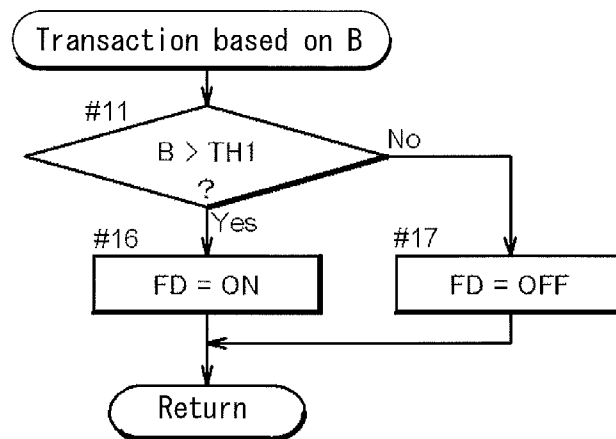 Transaction based on B
#11
B > TH1
?
No
Yes
#16
#17
FD = ON
FD = OFF
Return